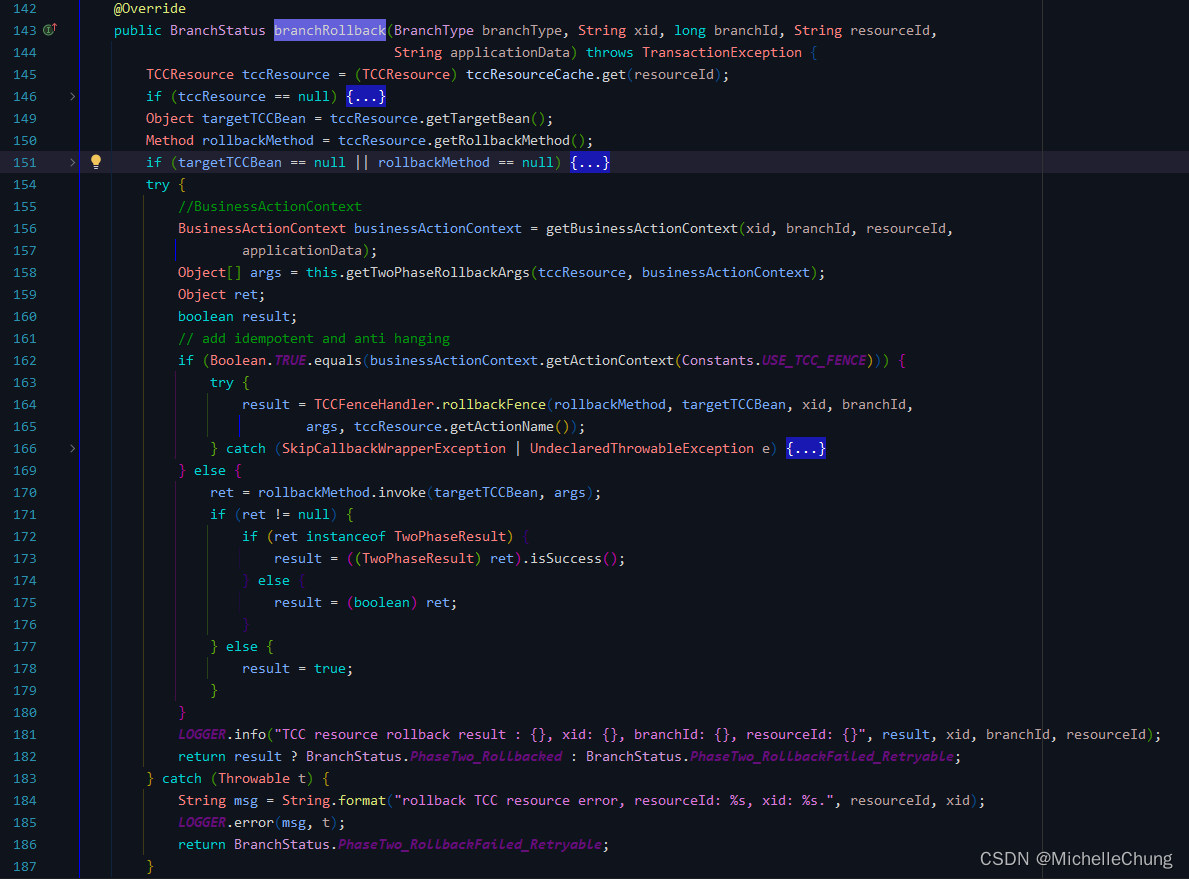 142 @Override
143 public BranchStatus branchRollback(BranchType branchType, String xid, long branchId, String resourceId,
144 String applicationData) throws TransactionException {
145 TCCResource tccResource = (TCCResource) tccResourceCache.get(resourceId);
146 if (tccResource == null) {...}
149 Object targetTCCBean = tccResource.getTargetBean();
150 Method rollbackMethod = tccResource.getRollbackMethod();
151 if (targetTCCBean == null || rollbackMethod == null) {...}
154 try {
155 //BusinessActionContext
156 BusinessActionContext businessActionContext = getBusinessActionContext(xid, branchId, resourceId,
157 applicationData);
158 Object[] args = this.getTwoPhaseRollbackArgs(tccResource, businessActionContext);
159 Object ret;
160 boolean result;
161 // add idempotent and anti hanging
162 if (Boolean.TRUE.equals(businessActionContext.getActionContext(Constants.USE_TCC_FENCE))) {
163 try {
164 result = TCCFenceHandler.rollbackFence(rollbackMethod, targetTCCBean, xid, branchId,
165 args, tccResource.getActionName());
166 } catch (SkipCallbackWrapperException | UndeclaredThrowableException e) {...}
169 } else {
170 ret = rollbackMethod.invoke(targetTCCBean, args);
171 if (ret != null) {
172 if (ret instanceof TwoPhaseResult) {
173 result = ((TwoPhaseResult) ret).isSuccess();
174 } else {
175 result = (boolean) ret;
176 }
177 } else {
178 result = true;
179 }
180 }
181 LOGGER.info("TCC resource rollback result : {}, xid: {}, branchId: {}, resourceId: {}", result, xid, branchId, resourceId);
182 return result ? BranchStatus.PhaseTwo_Rollbacked : BranchStatus.PhaseTwo_RollbackFailed_Retryable;
183 } catch (Throwable t) {
184 String msg = String.format("rollback TCC resource error, resourceId: %s, xid: %s.", resourceId, xid);
185 LOGGER.error(msg, t);
186 return BranchStatus.PhaseTwo_RollbackFailed_Retryable;
187 }
CSDN @MichelleChung